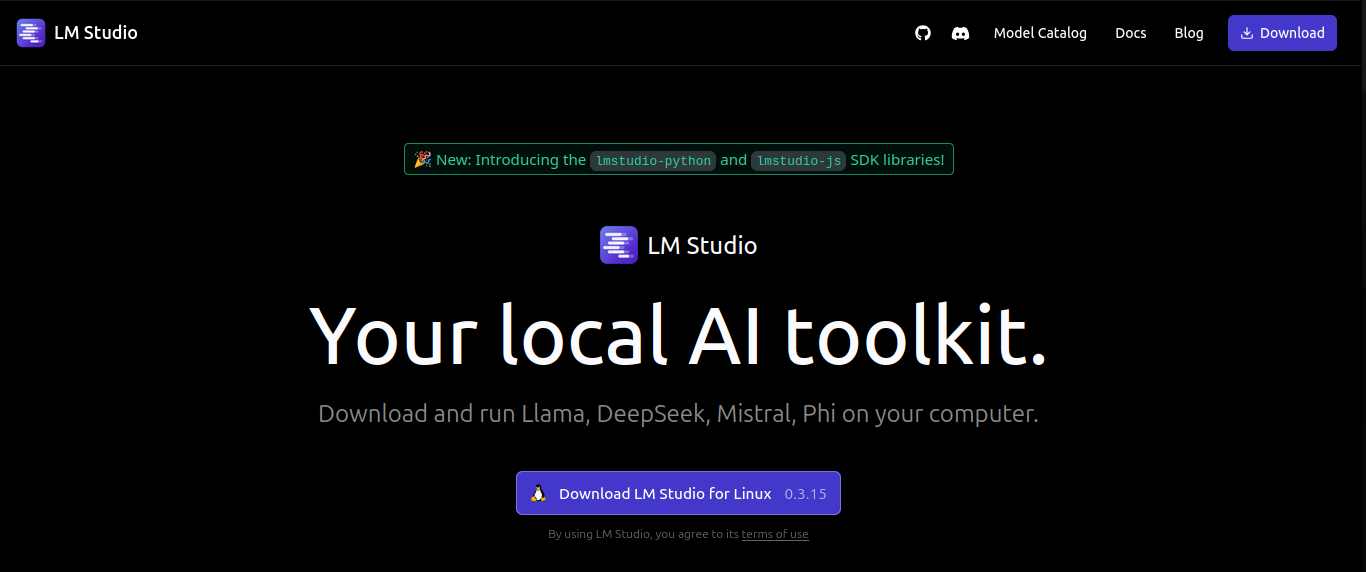 LM Studio
Model Catalog Docs Blog Download
🎉 New: Introducing the lmstudio-python and lmstudio-js SDK libraries!
LM Studio
Your local AI toolkit.
Download and run Llama, DeepSeek, Mistral, Phi on your computer.
Download LM Studio for Linux 0.3.15
By using LM Studio, you agree to its terms of use